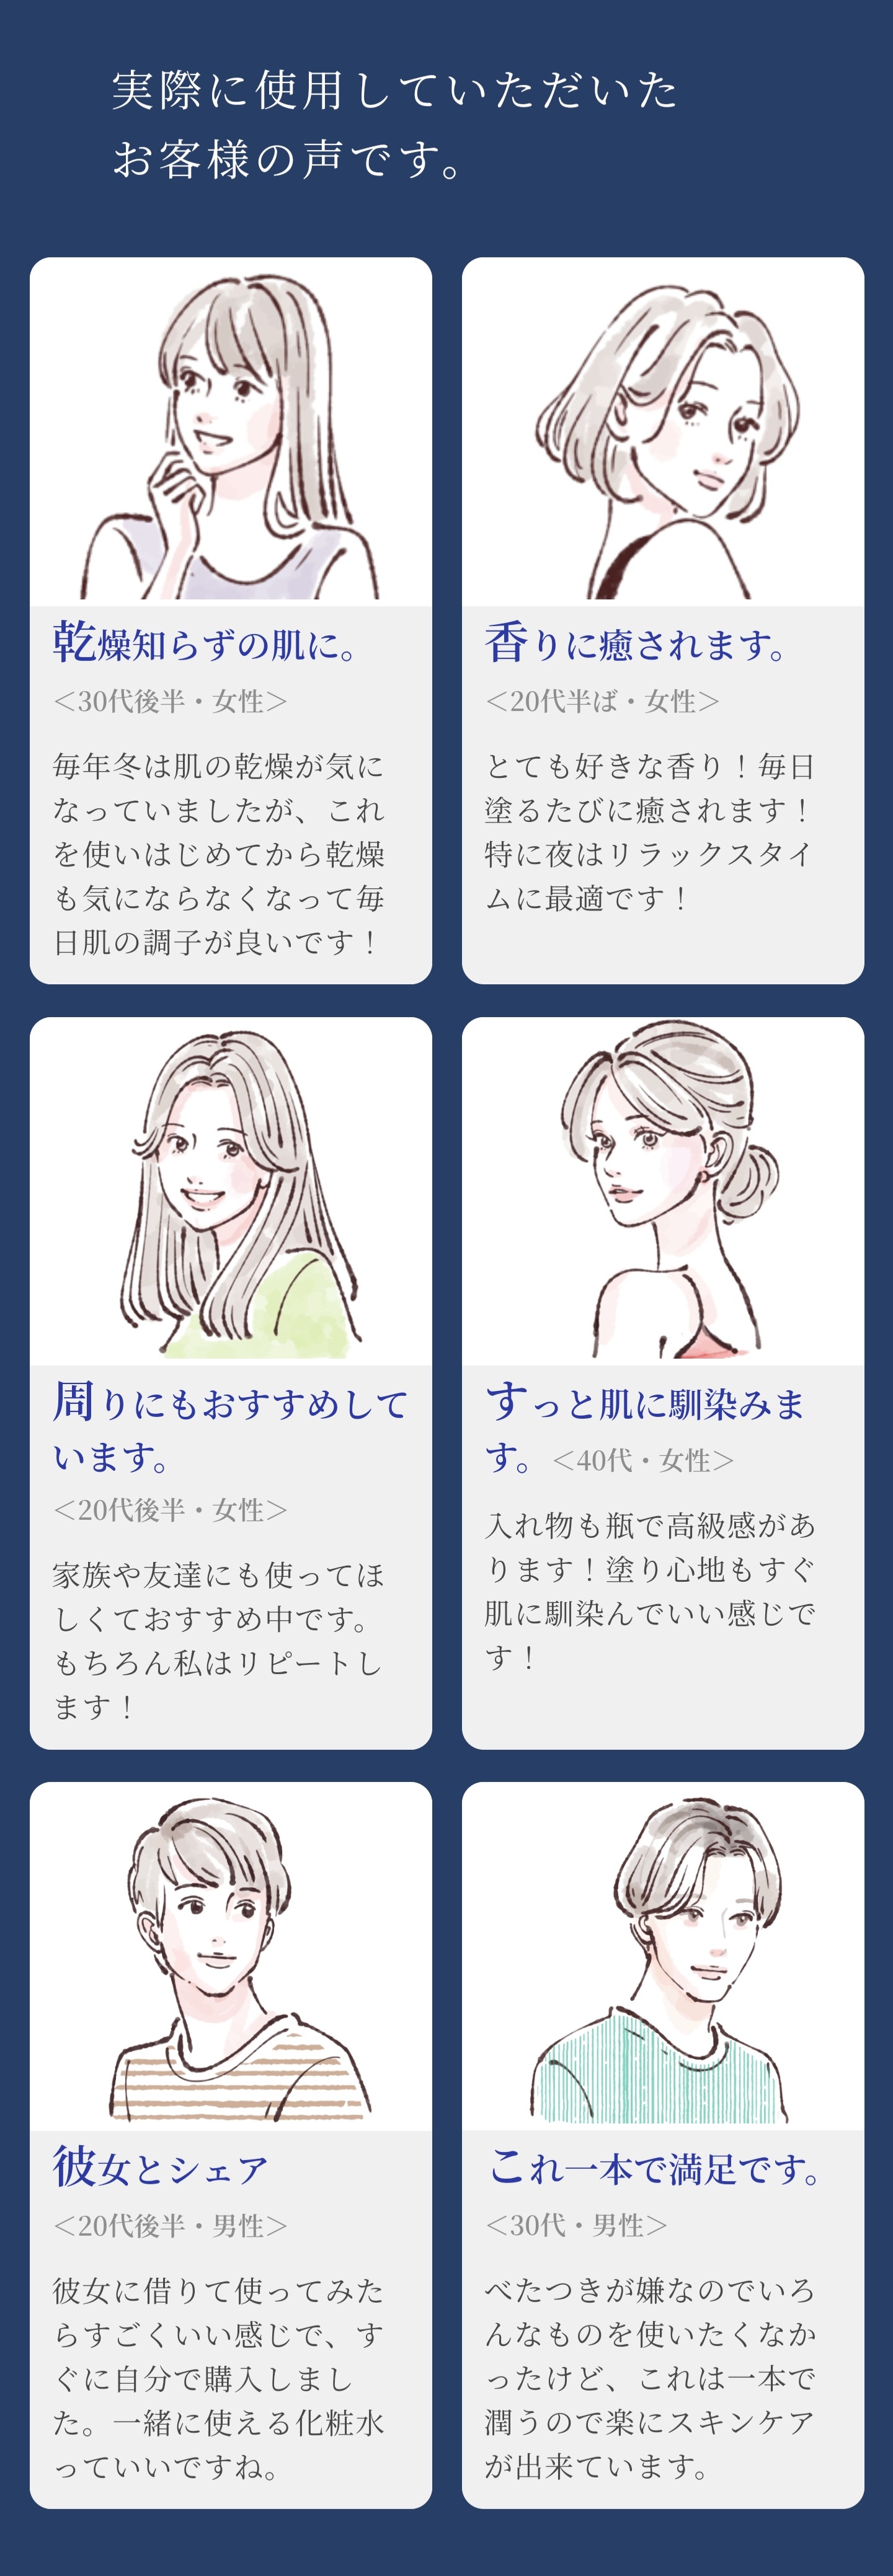 実際に使用していただいた
お客様の声です。
乾燥知らずの肌に。
＜30代後半・女性＞
毎年冬は肌の乾燥が気に
なっていましたが、これ
を使いはじめてから乾燥
も気にならなくなって毎
日肌の調子が良いです！
香りに癒されます。
＜20代半ば・女性＞
とても好きな香り！毎日
塗るたびに癒されます！
特に夜はリラックスタイ
ムに最適です！
周りにもおすすめして
います。
＜20代後半・女性＞
家族や友達にも使ってほ
しくておすすめ中です。
もちろん私はリピートし
ます！
すっと肌に馴染みま
す。＜40代・女性＞
入れ物も瓶で高級感があ
ります！塗り心地もすぐ
肌に馴染んでいい感じで
す！
彼女とシェア
＜20代後半・男性＞
彼女に借りて使ってみた
らすごくいい感じで、す
ぐに自分で購入しまし
た。一緒に使える化粧水
っていいですね。
これ一本で満足です。
＜30代・男性＞
べたつきが嫌なのでいろ
んなものを使いたくなか
ったけど、これは一本で
潤うので楽にスキンケア
が出来ています。